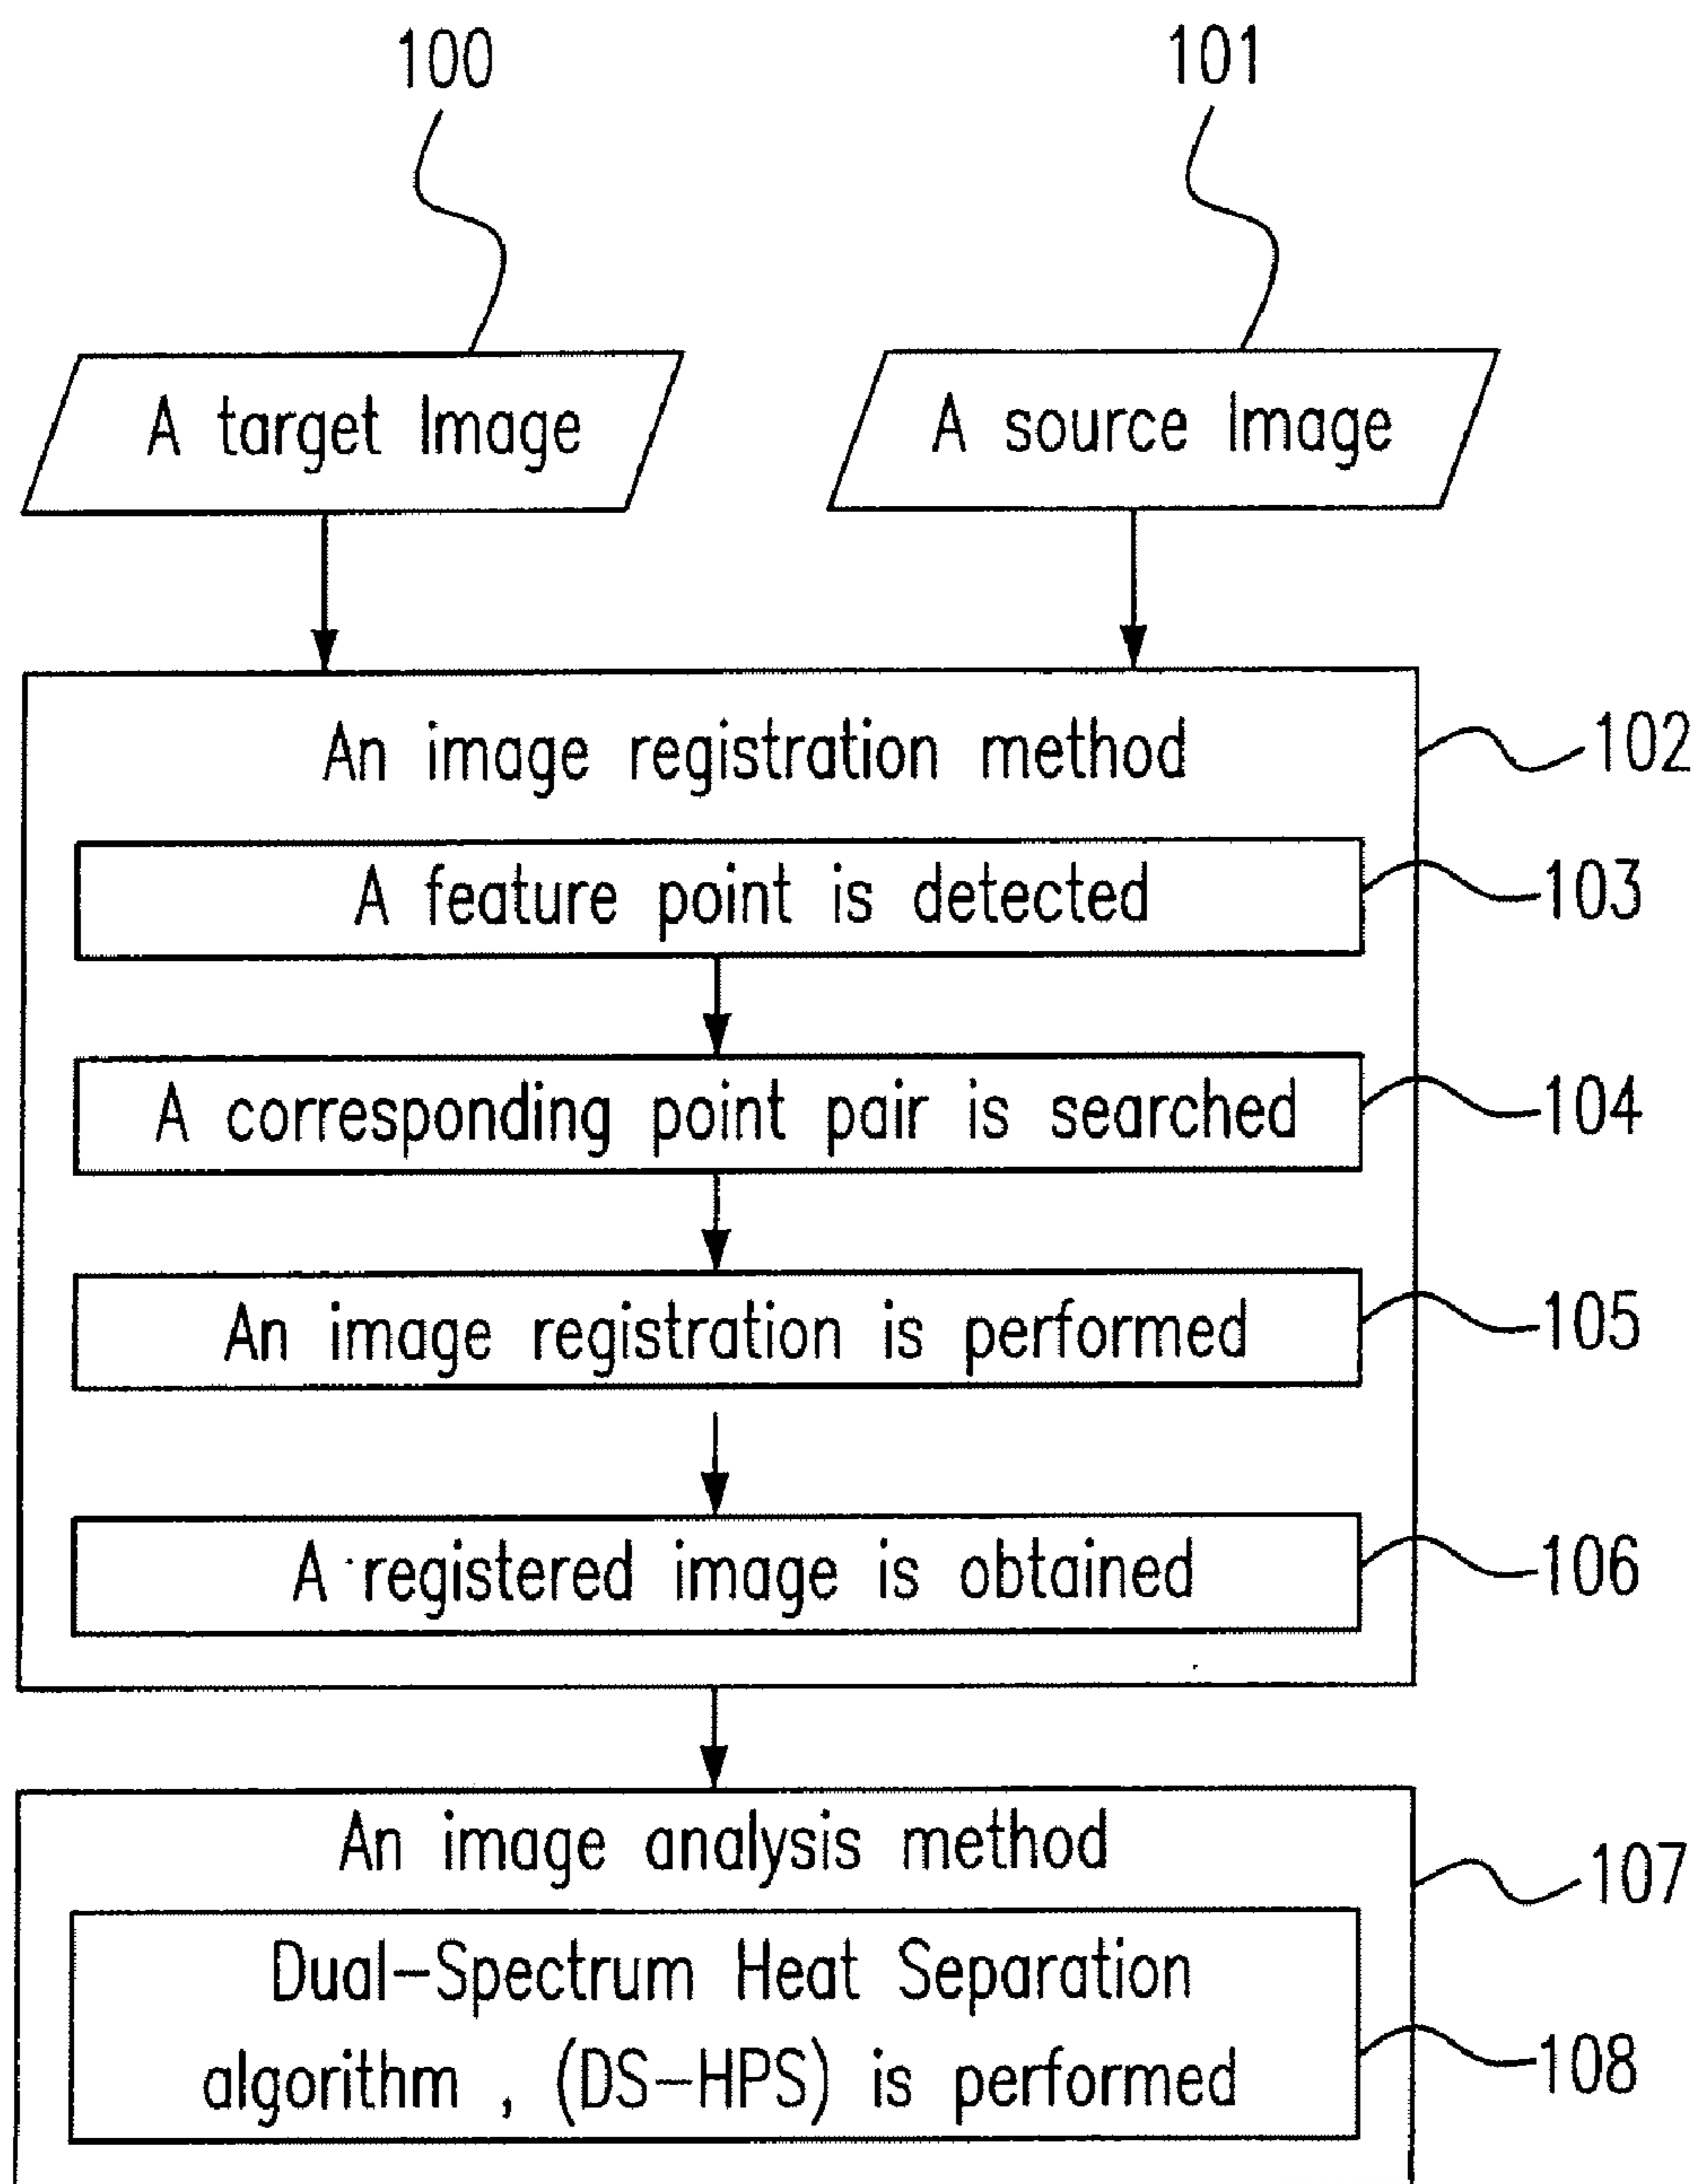 100
101
A target Image
A source Image
An image registration method
102
A feature point is detected
103
A corresponding point pair is searched
104
An image registration is performed
105
A registered image is obtained
106
An image analysis method
107
Dual-Spectrum Heat Separation
algorithm , (DS-HPS) is performed
108